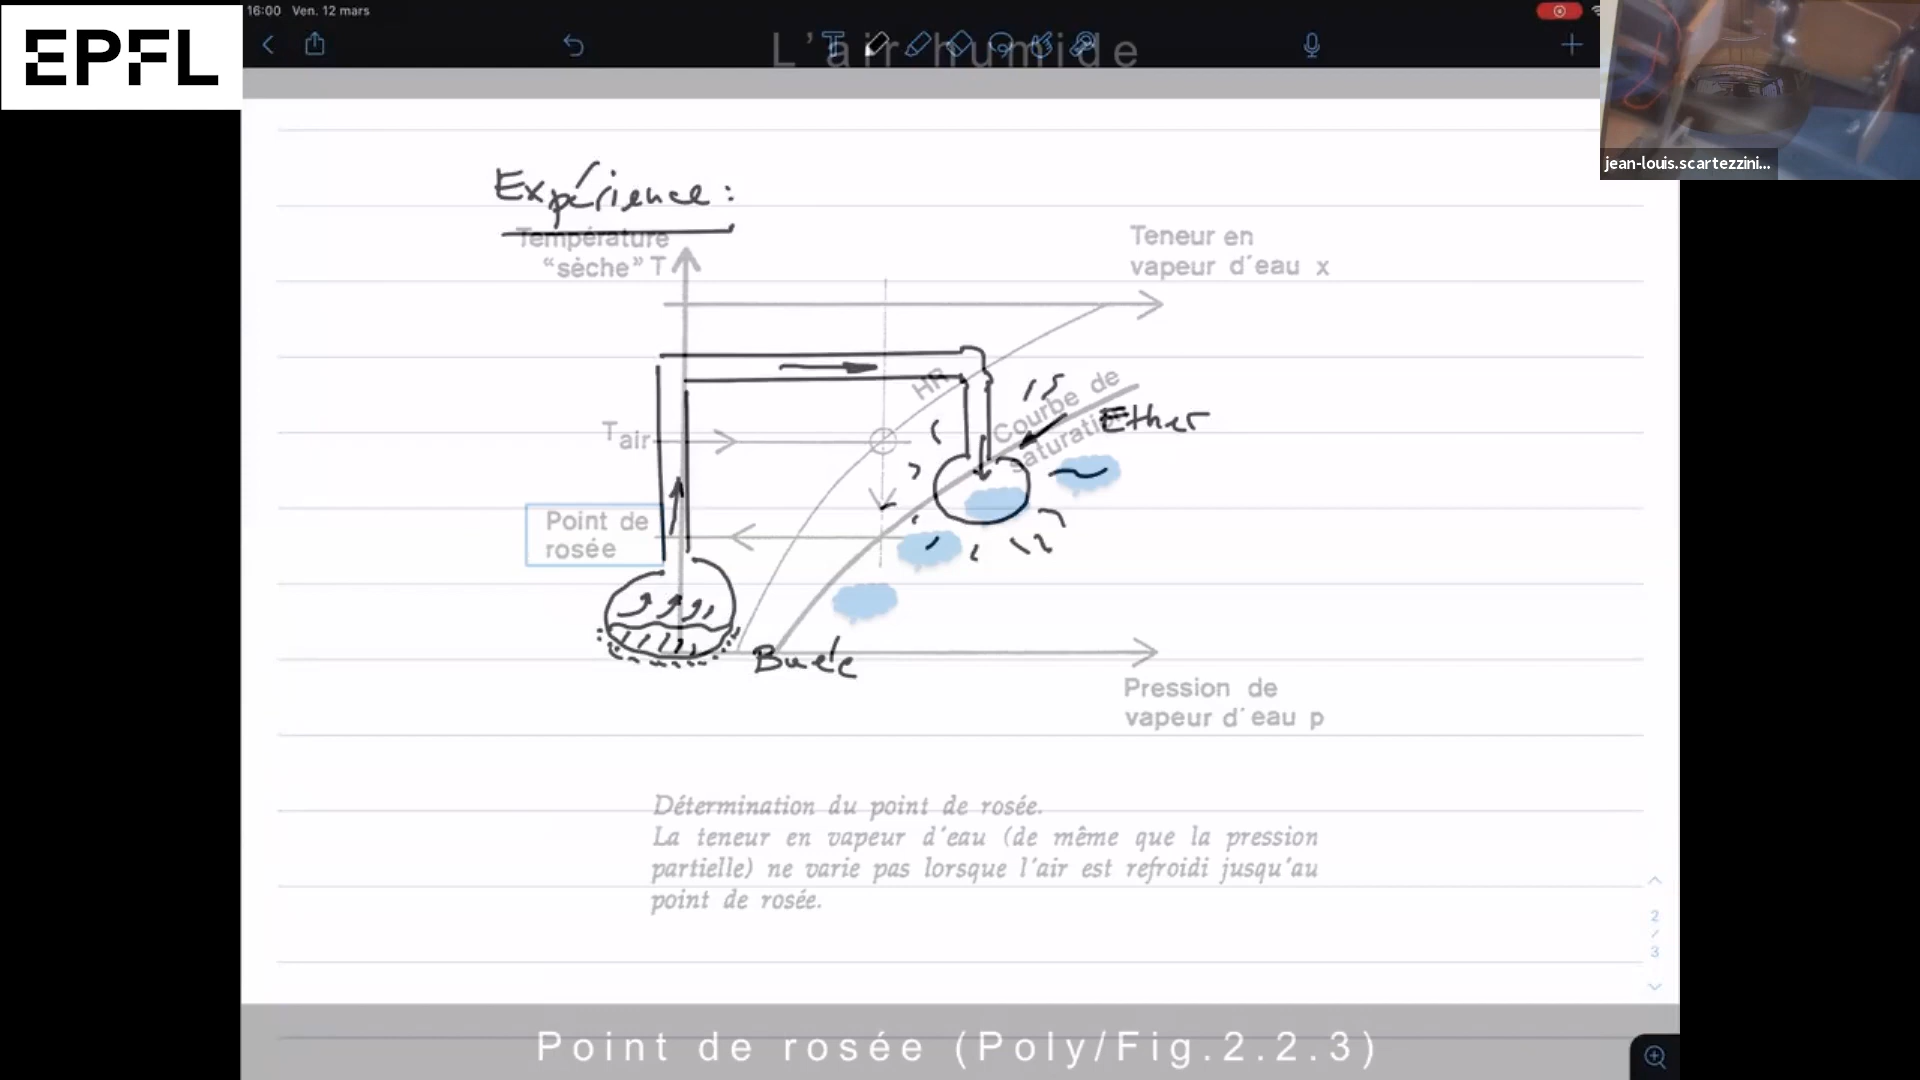 16:00 Ven. 12 mars
EPFL
L'air humide
jean-louis.scartezzini...
Expérience:
Température
"sèche" T
Teneur en
vapeur d'eau x
HR
Courbe de
saturation
Ether
Tair
Point de
rosée
Buée
Pression de
vapeur d'eau p
Détermination du point de rosée.
La teneur en vapeur d'eau (de même que la pression
partielle) ne varie pas lorsque l'air est refroidi jusqu'au
point de rosée.
2
/
3
Point de rosée (Poly/Fig.2.2.3)